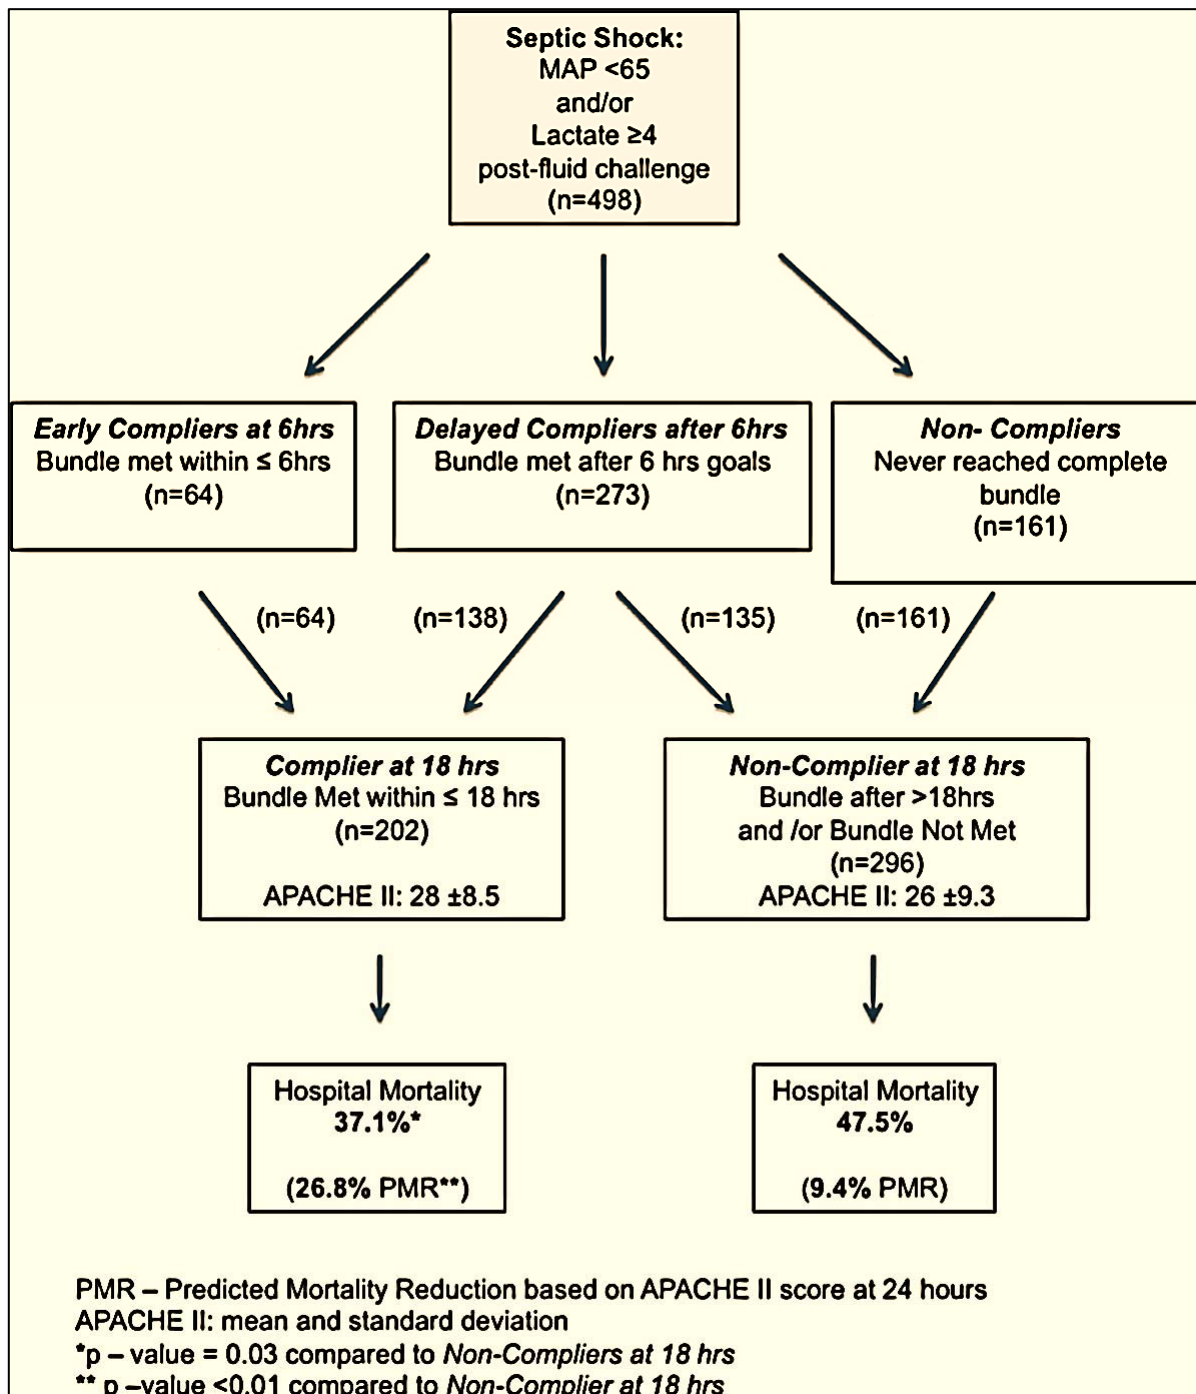 Septic Shock:
MAP <65
and/or
Lactate ≥4
post-fluid challenge
(n=498)
Early Compliers at 6hrs
Bundle met within ≤ 6hrs
(n=64)
Delayed Compliers after 6hrs
Bundle met after 6 hrs goals
(n=273)
Non- Compliers
Never reached complete
bundle
(n=161)
(n=64)
(n=138)
(n=135)
(n=161)
Complier at 18 hrs
Bundle Met within ≤ 18 hrs
(n=202)
APACHE II: 28 ±8.5
Non-Complier at 18 hrs
Bundle after >18hrs
and /or Bundle Not Met
(n=296)
APACHE II: 26 ±9.3
Hospital Mortality
37.1%*
(26.8% PMR**)
Hospital Mortality
47.5%
(9.4% PMR)
PMR – Predicted Mortality Reduction based on APACHE II score at 24 hours
APACHE II: mean and standard deviation
*p – value = 0.03 compared to Non-Compliers at 18 hrs
** p –value <0.01 compared to Non-Complier at 18 hrs